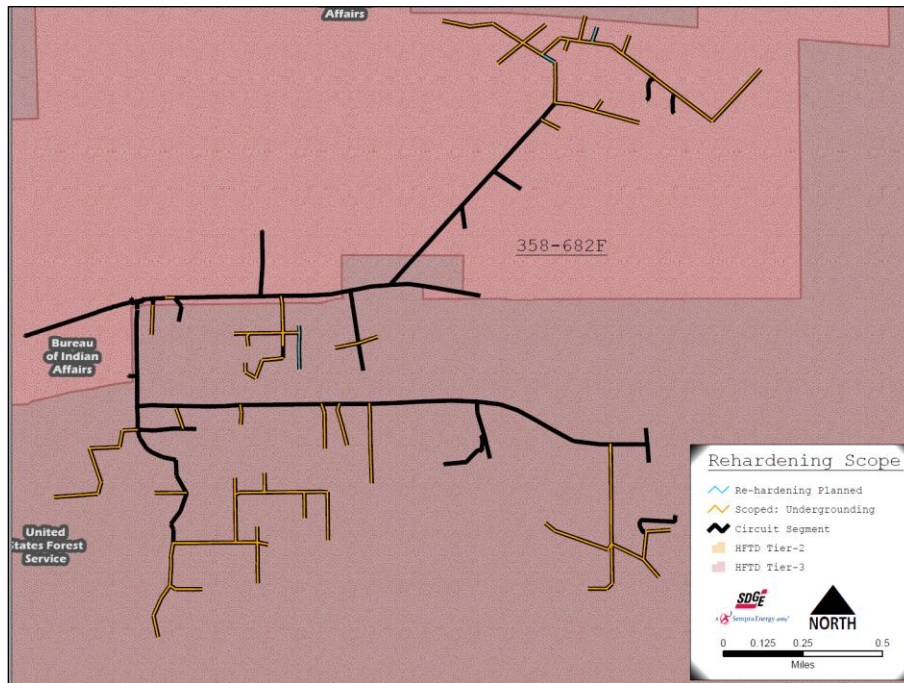 Affairs
358-682F
Bureau
of Indian
Affairs
United
States Forest
Service
Rehardening Scope
Re-hardening Planned
Scoped: Undergrounding
Circuit Segment
HFTD Tier-2
HFTD Tier-3
SDGE
A Sempra Energy utility
NORTH
0 0.125 0.25 0.5
Miles